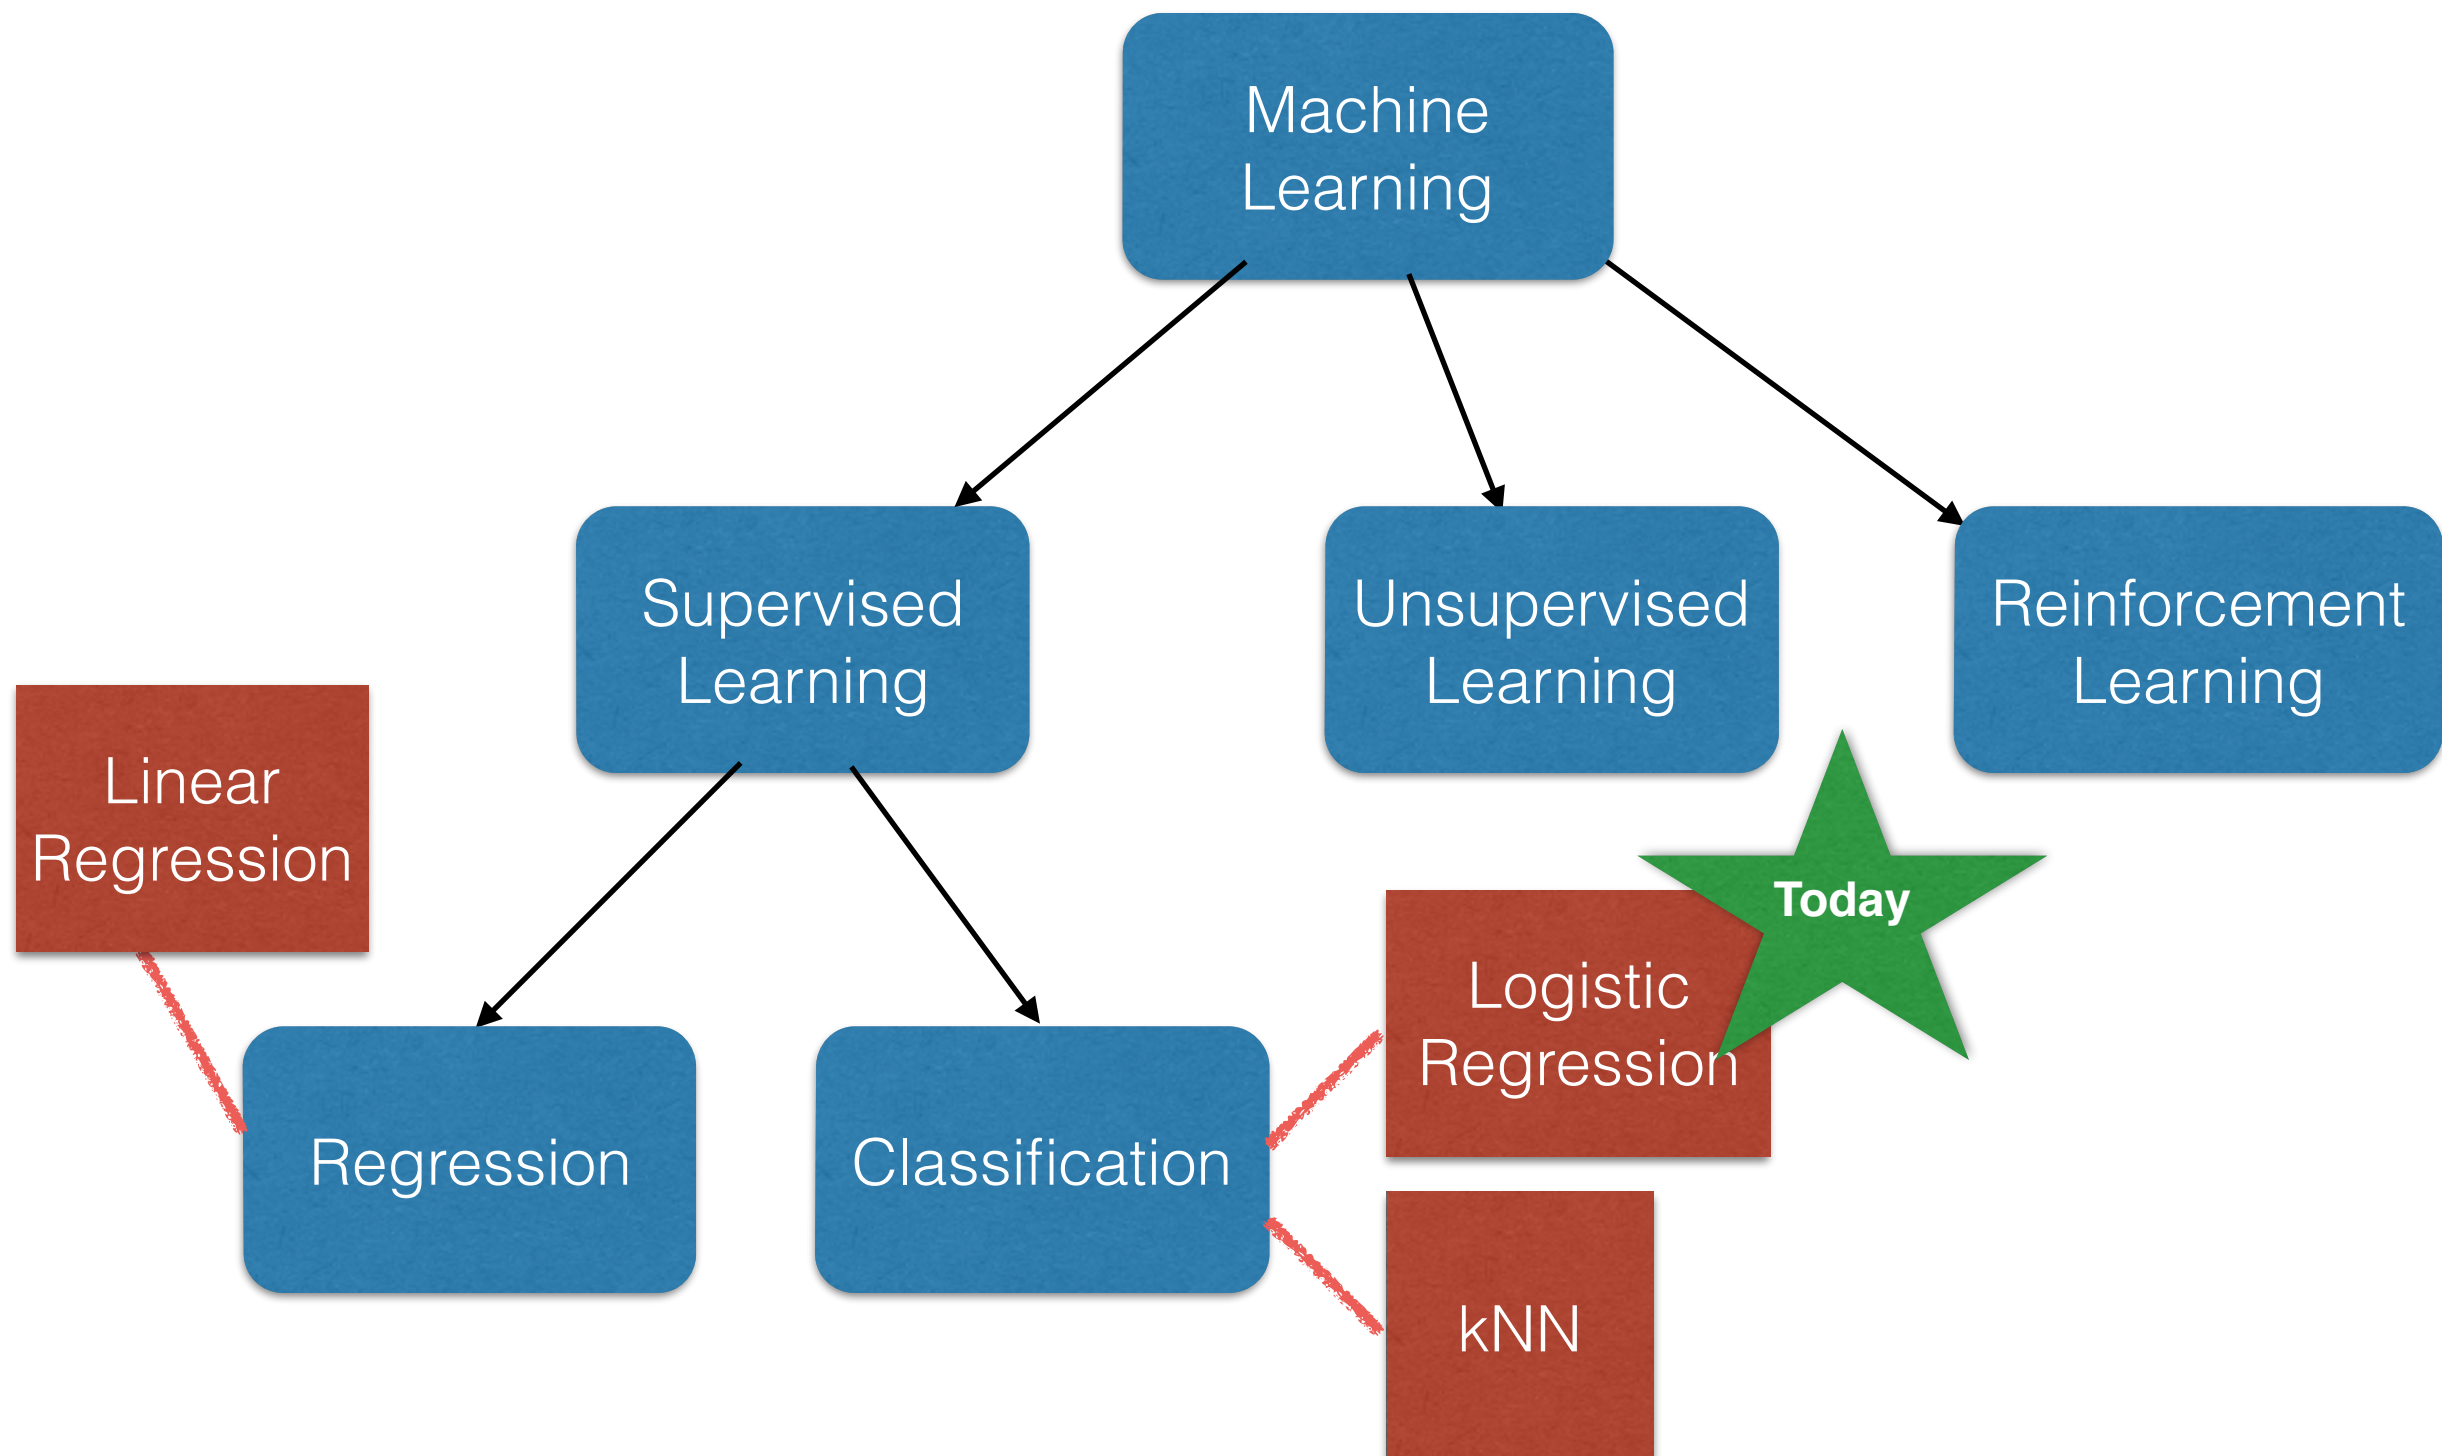 Machine
Learning
Supervised
Learning
Unsupervised
Learning
Reinforcement
Learning
Linear
Regression
Today
Logistic
Regression
Regression
Classification
kNN